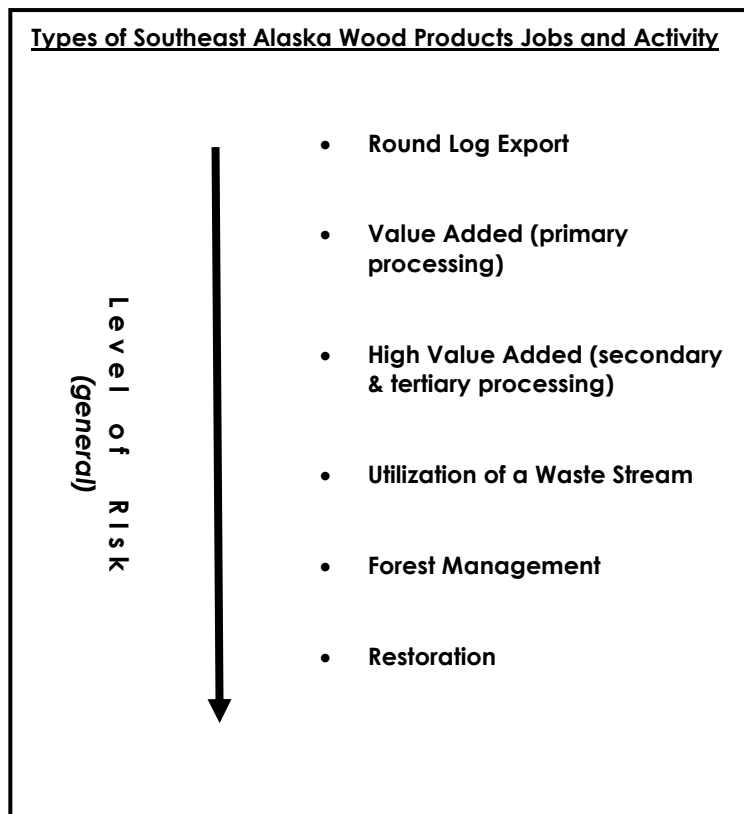 Types of Southeast Alaska Wood Products Jobs and Activity
• Round Log Export
• Value Added (primary
processing)
• High Value Added (secondary
& tertiary processing)
• Utilization of a Waste Stream
• Forest Management
• Restoration
Level of RIsk
(general)